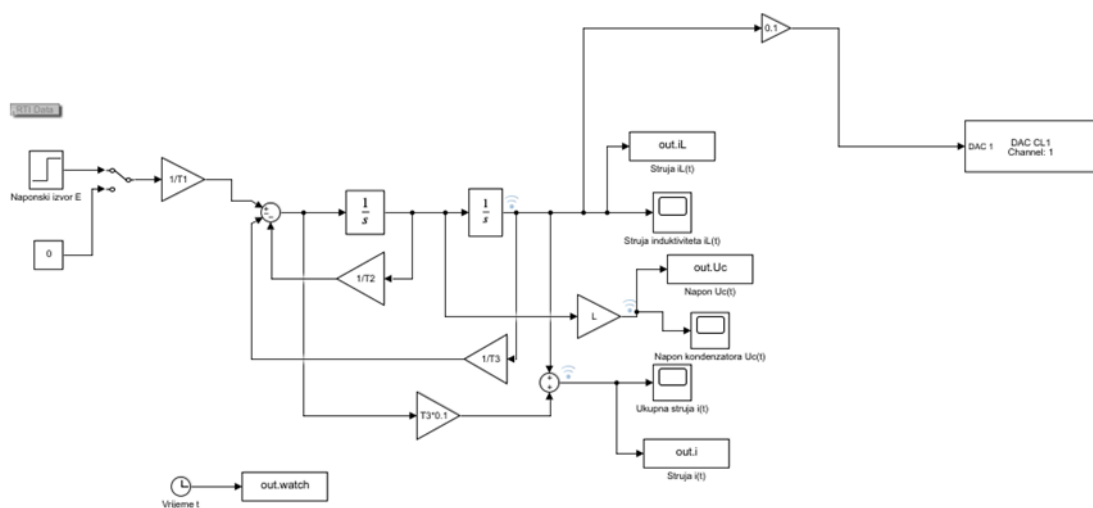 0.1
RTI Data
DAC 1
DAC CL1
Channel: 1
out.iL
Struja iL(t)
Naponski izvor E
1/T1
1
s
1
s
+
-
-
Struja induktiviteta iL(t)
0
1/T2
out.Uc
Napon Uc(t)
L
1/T3
Napon kondenzatora Uc(t)
+
+
T3*0.1
Ukupna struja i(t)
out.i
Struja i(t)
out.watch
Vrijeme t